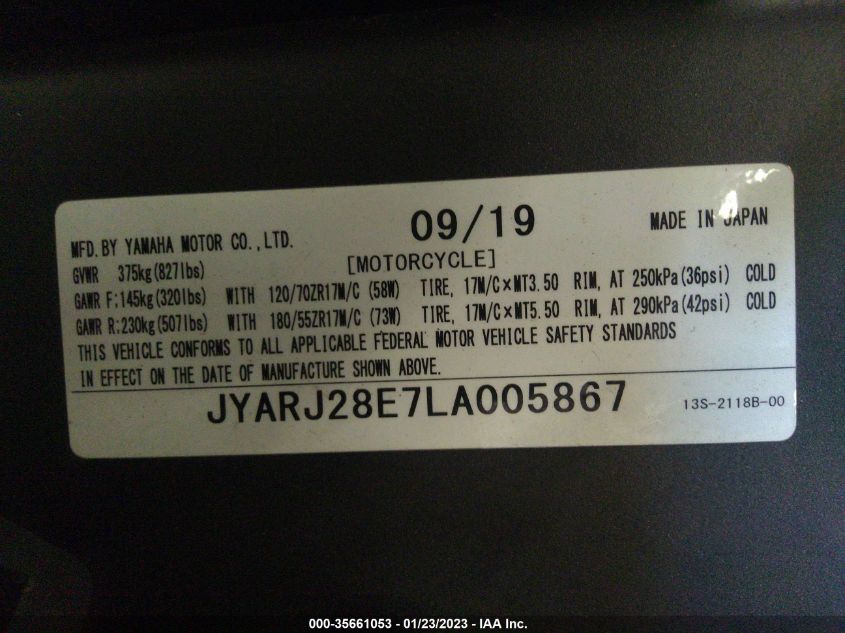 09/19
MFD. BY YAMAHA MOTOR CO., LTD. MADE IN JAPAN
[MOTORCYCLE]
GVWR 375kg (827lbs)
GAWR F:145kg (320lbs) WITH 120/70ZR17M/C (58W) TIRE, 17M/C×MT3.50 RIM, AT 250kPa (36psi) COLD
GAWR R:230kg (507lbs) WITH 180/55ZR17M/C (73W) TIRE, 17M/C×MT5.50 RIM, AT 290kPa (42psi) COLD
THIS VEHICLE CONFORMS TO ALL APPLICABLE FEDERAL MOTOR VEHICLE SAFETY STANDARDS
IN EFFECT ON THE DATE OF MANUFACTURE SHOWN ABOVE.
JYARJ28E7LA005867 13S-2118B-00
000-35661053 - 01/23/2023 - IAA Inc.